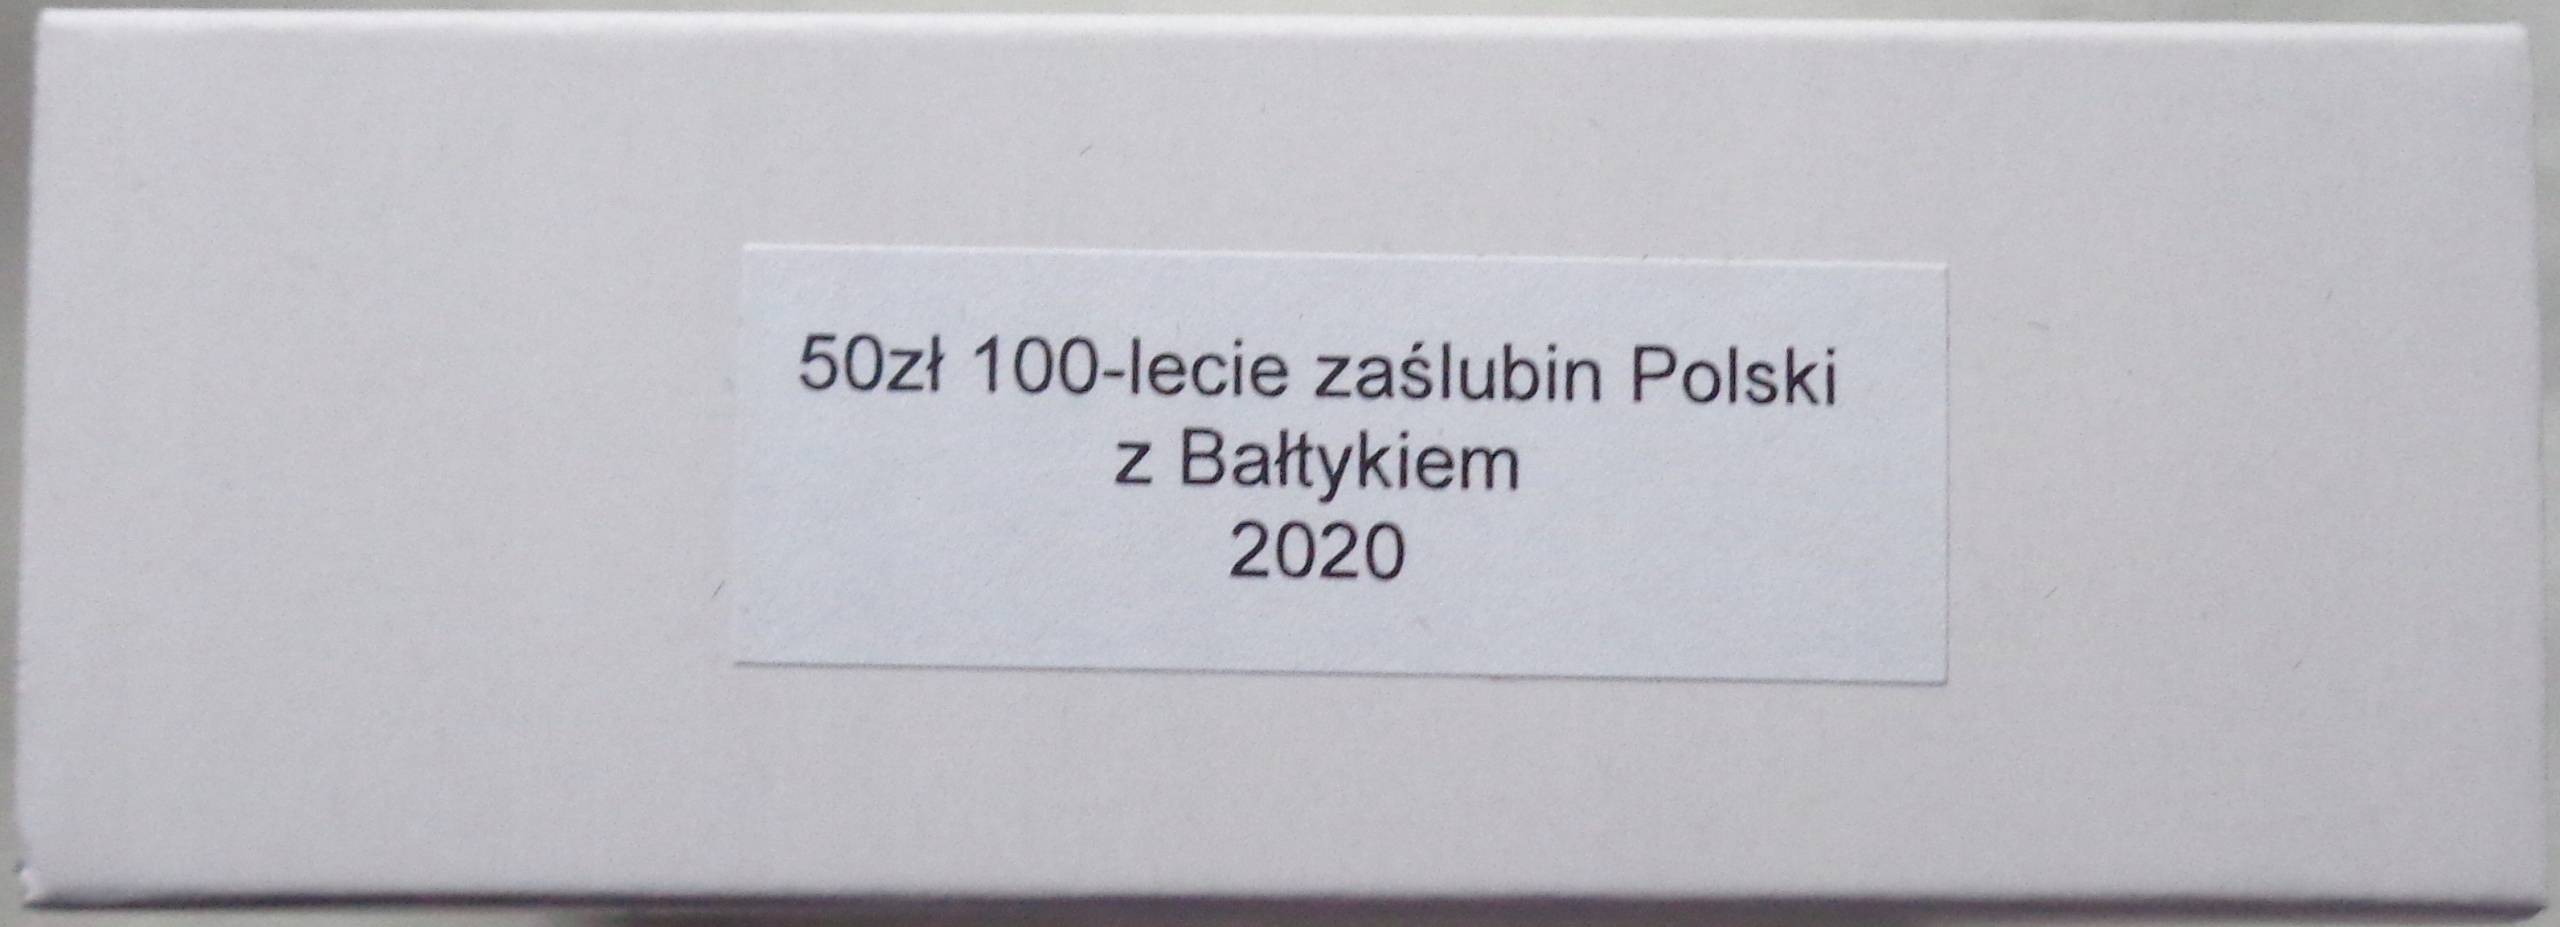 50zł 100-lecie zaślubin Polski
z Bałtykiem
2020